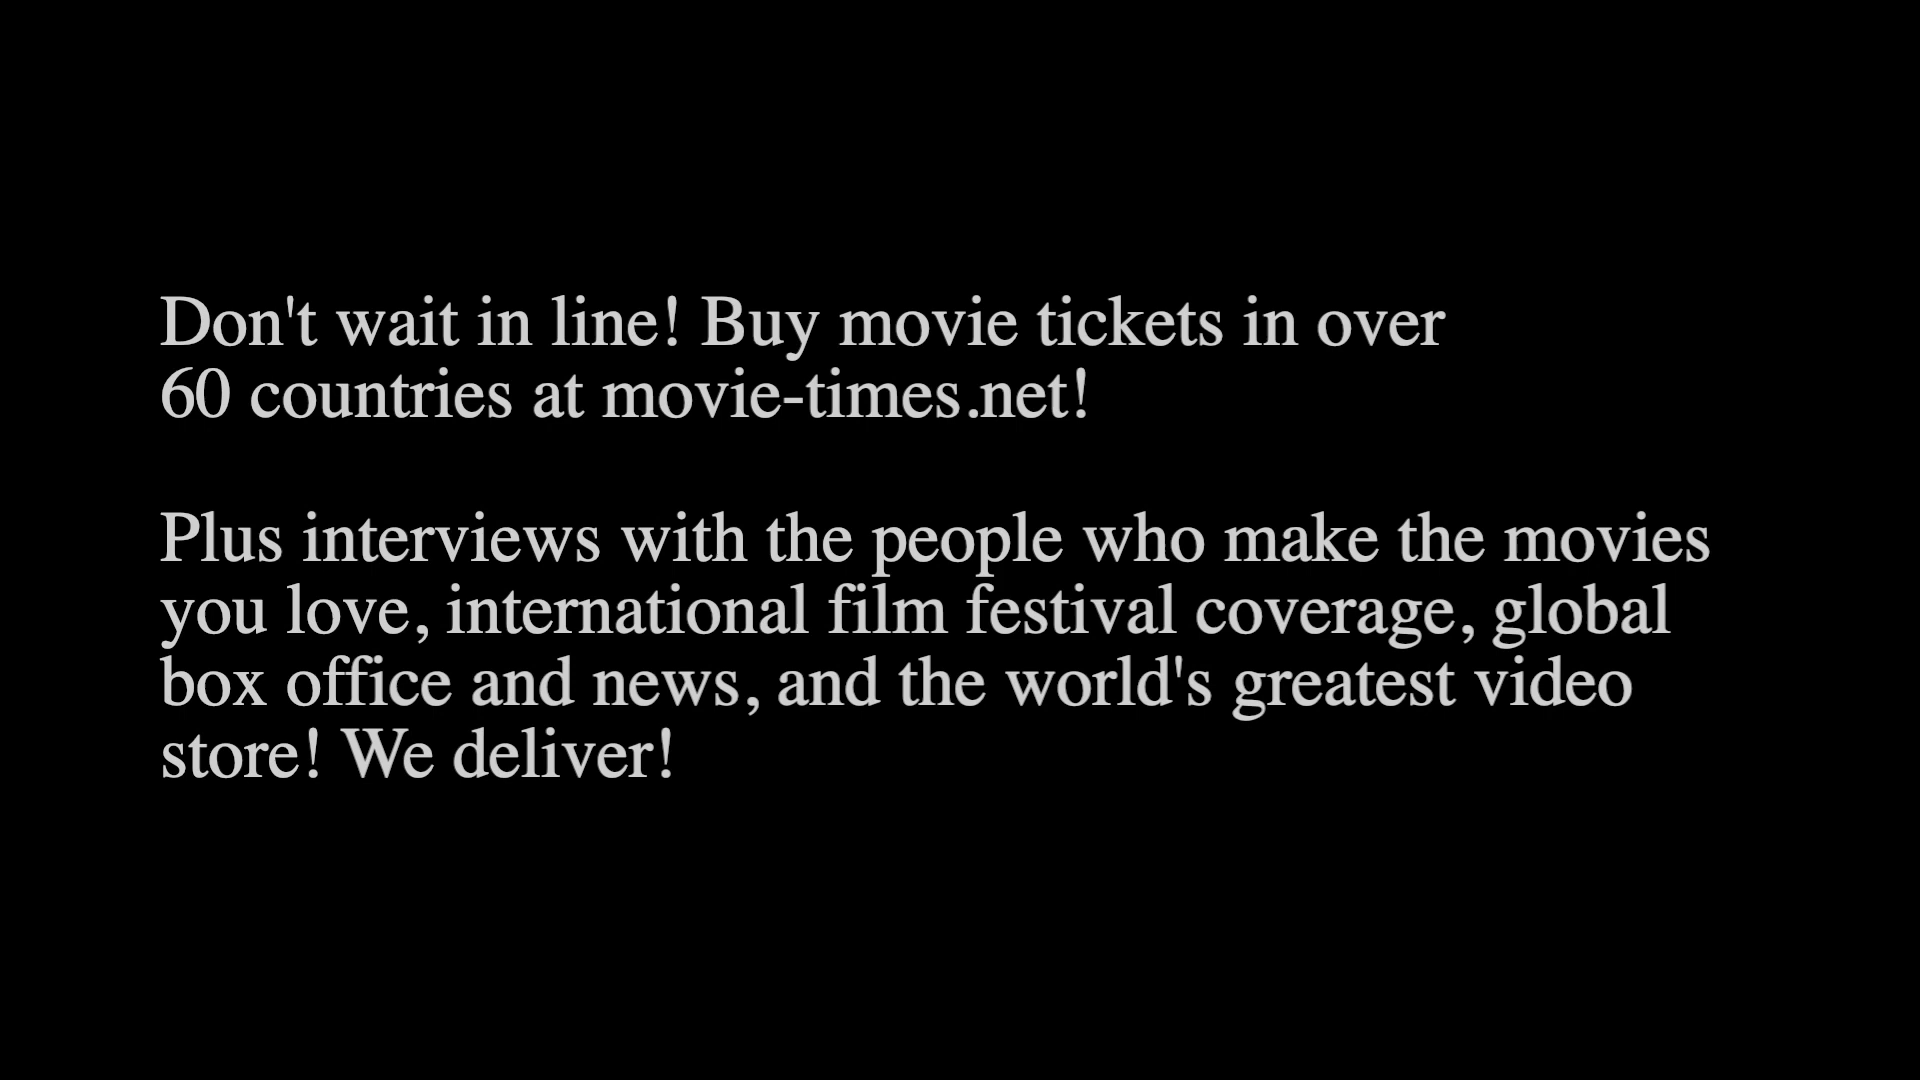 Don't wait in line! Buy movie tickets in over
60 countries at movie-times.net!
Plus interviews with the people who make the movies
you love, international film festival coverage, global
box office and news, and the world's greatest video
store! We deliver!